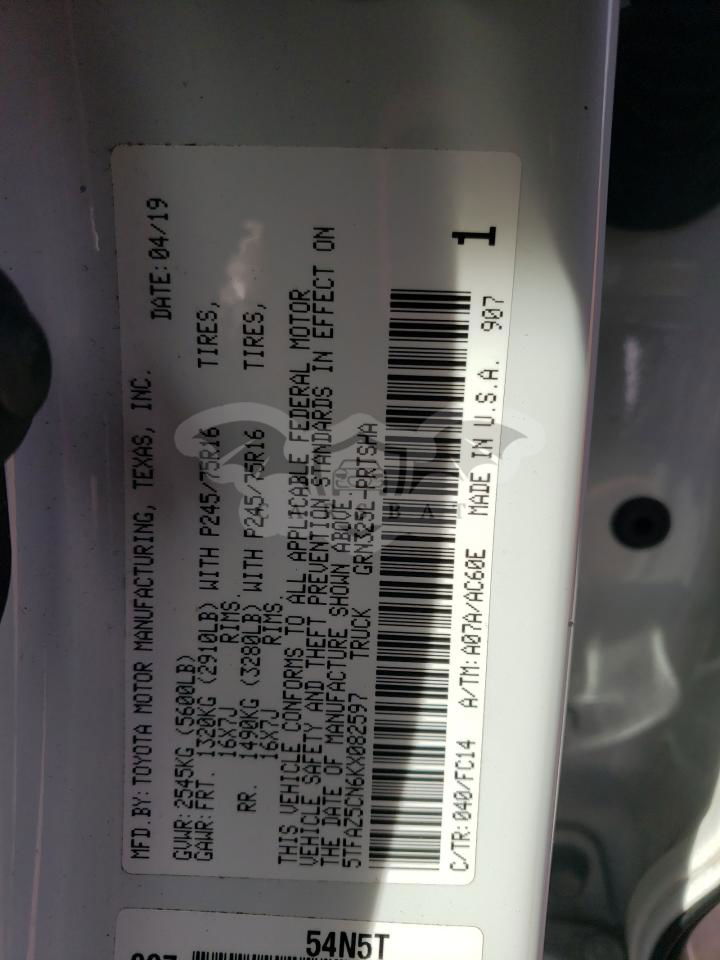 MFD.BY:TOYOTA MOTOR MANUFACTURING, TEXAS, INC.
DATE:04/19
GVWR:2545KG (5600LB)
GAWR:FRT. 1320KG (2910LB) WITH P245/75R16 TIRES,
16X7J RIMS.
RR. 1490KG (3280LB) WITH P245/75R16 TIRES,
16X7J RIMS.
THIS VEHICLE CONFORMS TO ALL APPLICABLE FEDERAL MOTOR
VEHICLE SAFETY AND THEFT PREVENTION STANDARDS IN EFFECT ON
THE DATE OF MANUFACTURE SHOWN ABOVE.
5TFAZ5CN6KX082597 TRUCK GRN325L-PRTSHA
1
C/TR:040/FC14 A/TM:A07A/AC60E MADE IN U.S.A. 907
54N5T